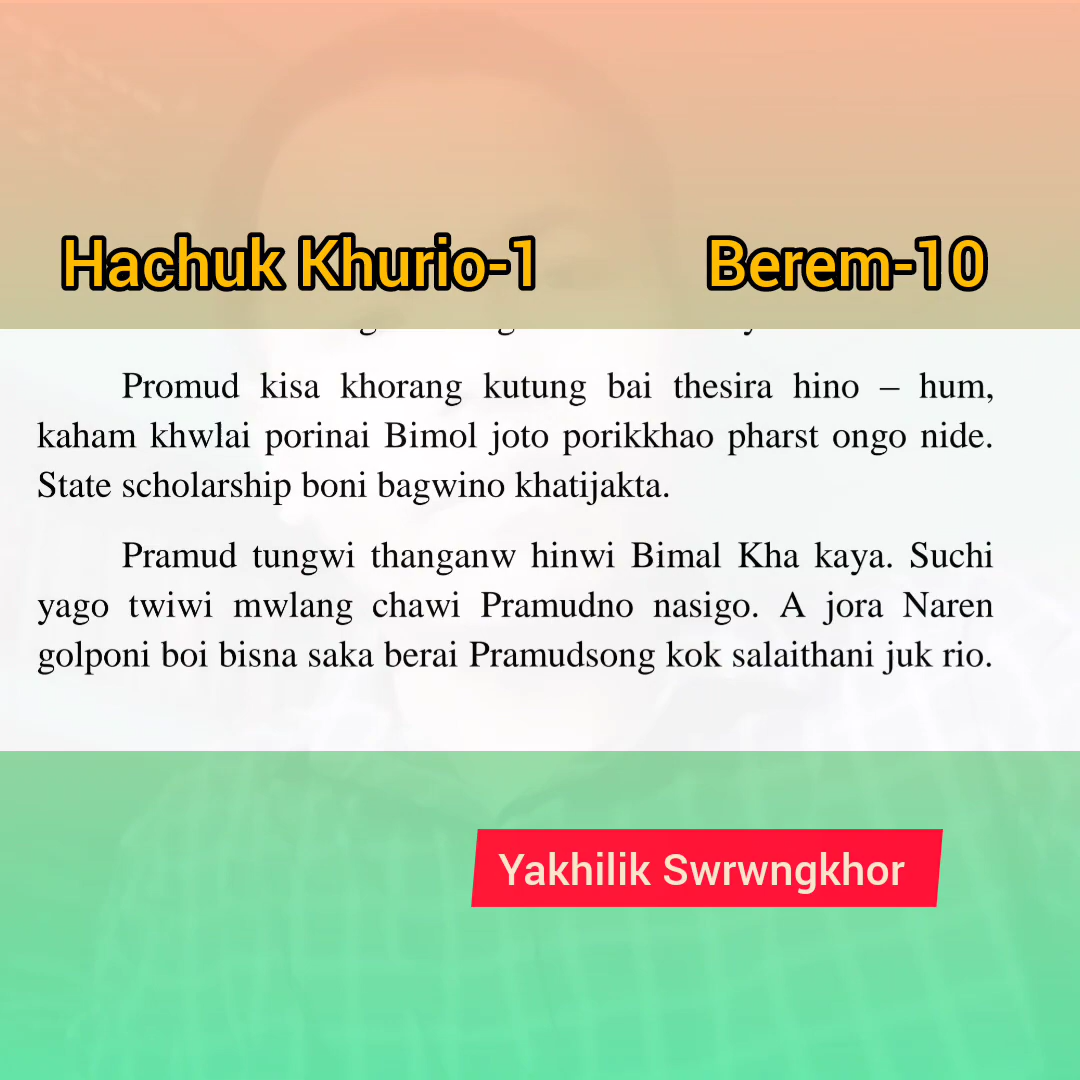 Hachuk Khurio-1 Berem-10
Promud kisa khorang kutung bai thesira hino – hum,
kaham khwlai porinai Bimol joto porikkhao pharst ongo nide.
State scholarship boni bagwino khatijakta.
Pramud tungwi thanganw hinwi Bimal Kha kaya. Suchi
yago twiwi mwlang chawi Pramudno nasigo. A jora Naren
golponi boi bisna saka berai Pramudsong kok salaithani juk rio.
Yakhilik Swrwngkhor